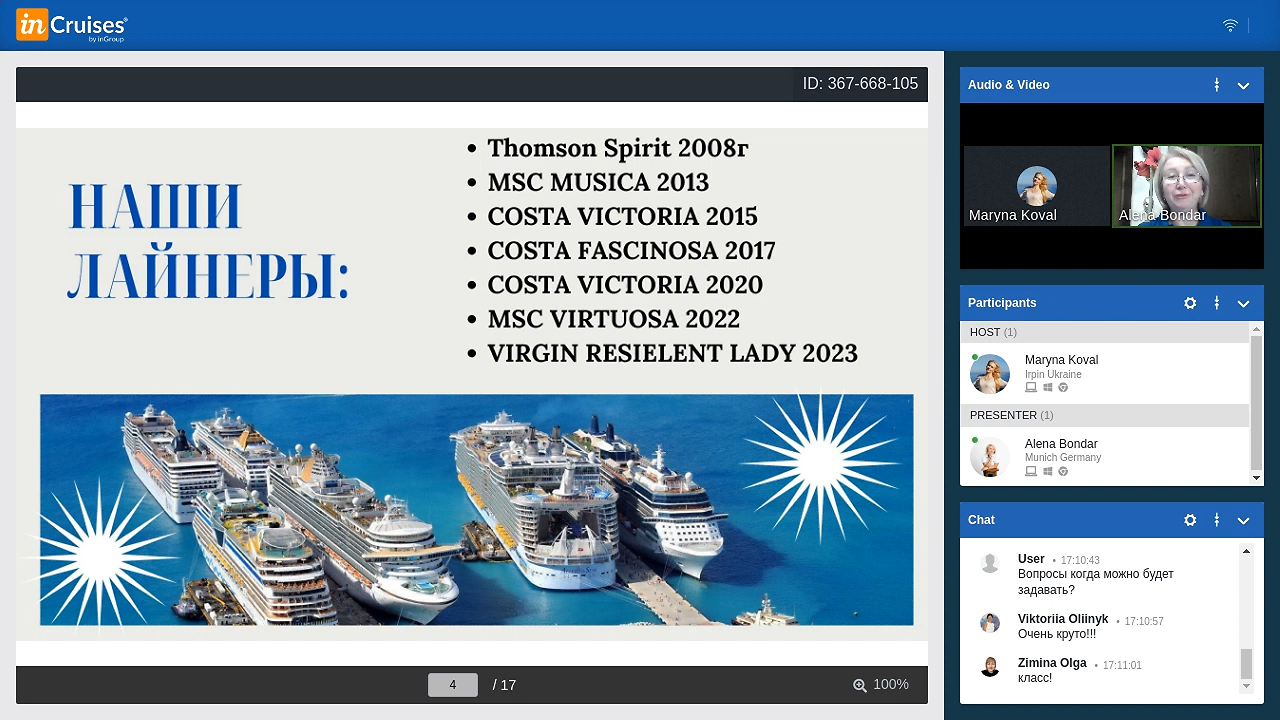 in Cruises®
by inGroup
ID: 367-668-105
НАШИ
ЛАЙНЕРЫ:
• Thomson Spirit 2008г
• MSC MUSICA 2013
• COSTA VICTORIA 2015
• COSTA FASCINOSA 2017
• COSTA VICTORIA 2020
• MSC VIRTUOSA 2022
• VIRGIN RESIELENT LADY 2023
4 / 17
100%
Audio & Video
Maryna Koval
Alena Bondar
Participants
HOST (1)
Maryna Koval
Irpin Ukraine
PRESENTER (1)
Alena Bondar
Munich Germany
Chat
User • 17:10:43
Вопросы когда можно будет
задавать?
Viktoriia Oliinyk • 17:10:57
Очень круто!!!
Zimina Olga • 17:11:01
класс!